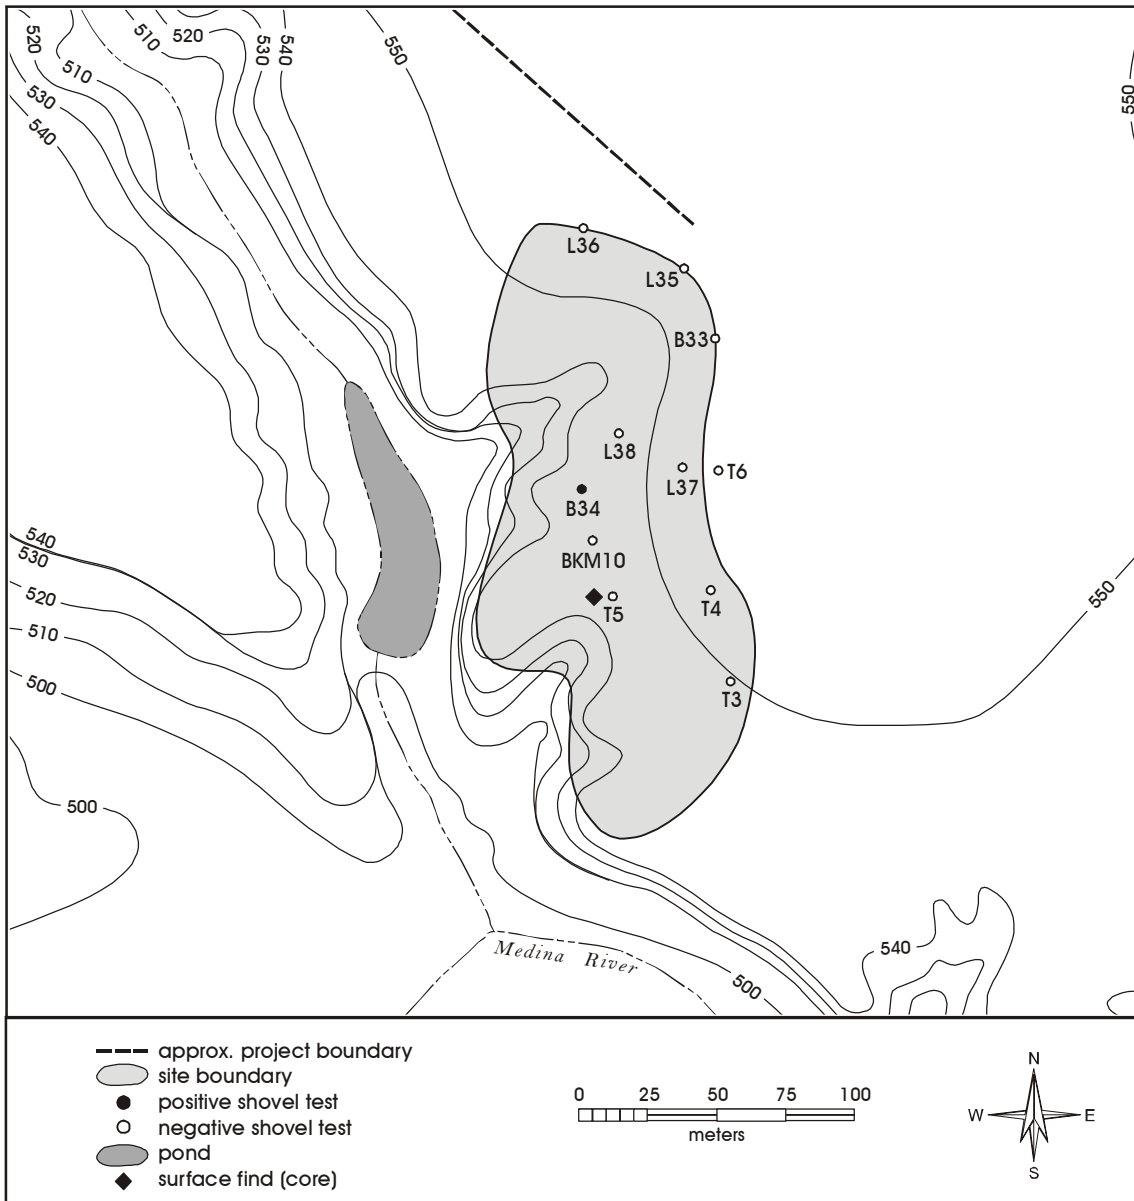 520
510
520
530
540
550
510
530
540
550
L36
L35
B33
L38
L37
T6
B34
540
530
BKM10
520
T5
T4
550
510
500
T3
500
540
Medina River
500
approx. project boundary
site boundary
positive shovel test
negative shovel test
pond
surface find (core)
0 25 50 75 100
meters
N
W
E
S